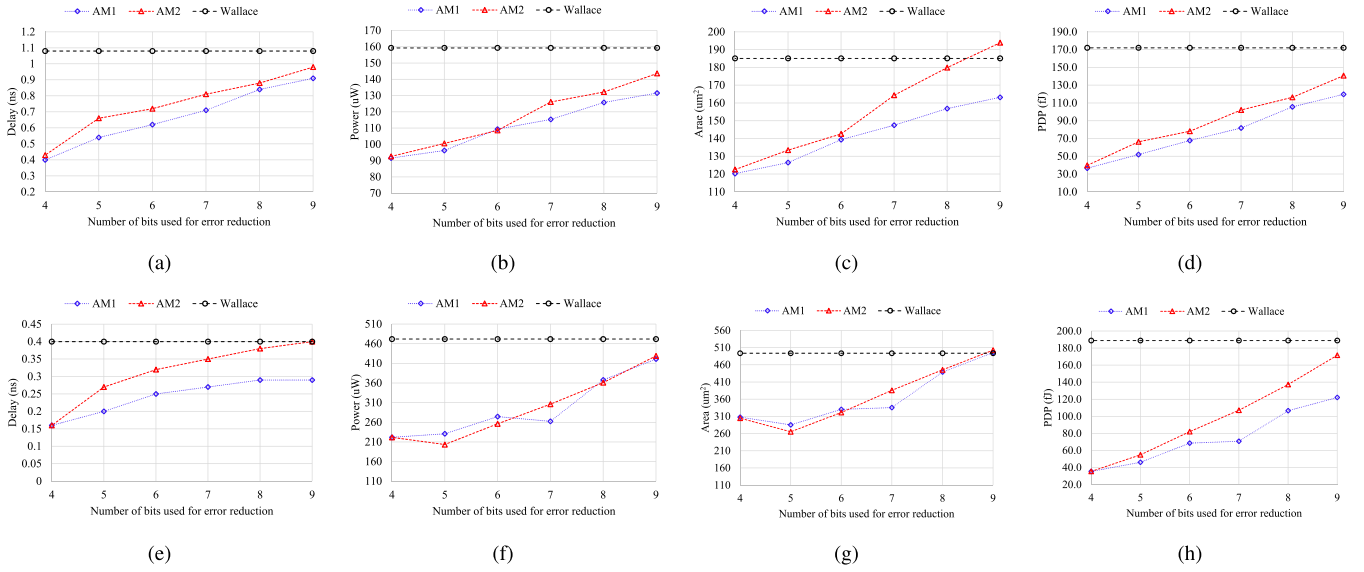 AM1 AM2 Wallace
Delay (ns)
1.2
1.1
1
0.9
0.8
0.7
0.6
0.5
0.4
0.3
0.2
4 5 6 7 8 9
Number of bits used for error reduction
(a)
AM1 AM2 Wallace
Power (uW)
170
160
150
140
130
120
110
100
90
80
70
4 5 6 7 8 9
Number of bits used for error reduction
(b)
AM1 AM2 Wallace
Arac (um²)
200
190
180
170
160
150
140
130
120
110
4 5 6 7 8 9
Number of bits used for error reduction
(c)
AM1 AM2 Wallace
PDP (fJ)
190.0
170.0
150.0
130.0
110.0
90.0
70.0
50.0
30.0
10.0
4 5 6 7 8 9
Number of bits used for error reduction
(d)
AM1 AM2 Wallace
Delay (ns)
0.45
0.4
0.35
0.3
0.25
0.2
0.15
0.1
0.05
0
4 5 6 7 8 9
Number of bits used for error reduction
(e)
AM1 AM2 Wallace
Power (uW)
510
460
410
360
310
260
210
160
110
4 5 6 7 8 9
Number of bits used for error reduction
(f)
AM1 AM2 Wallace
Area (um²)
560
510
460
410
360
310
260
210
160
110
4 5 6 7 8 9
Number of bits used for error reduction
(g)
AM1 AM2 Wallace
PDP (fJ)
200.0
180.0
160.0
140.0
120.0
100.0
80.0
60.0
40.0
20.0
4 5 6 7 8 9
Number of bits used for error reduction
(h)